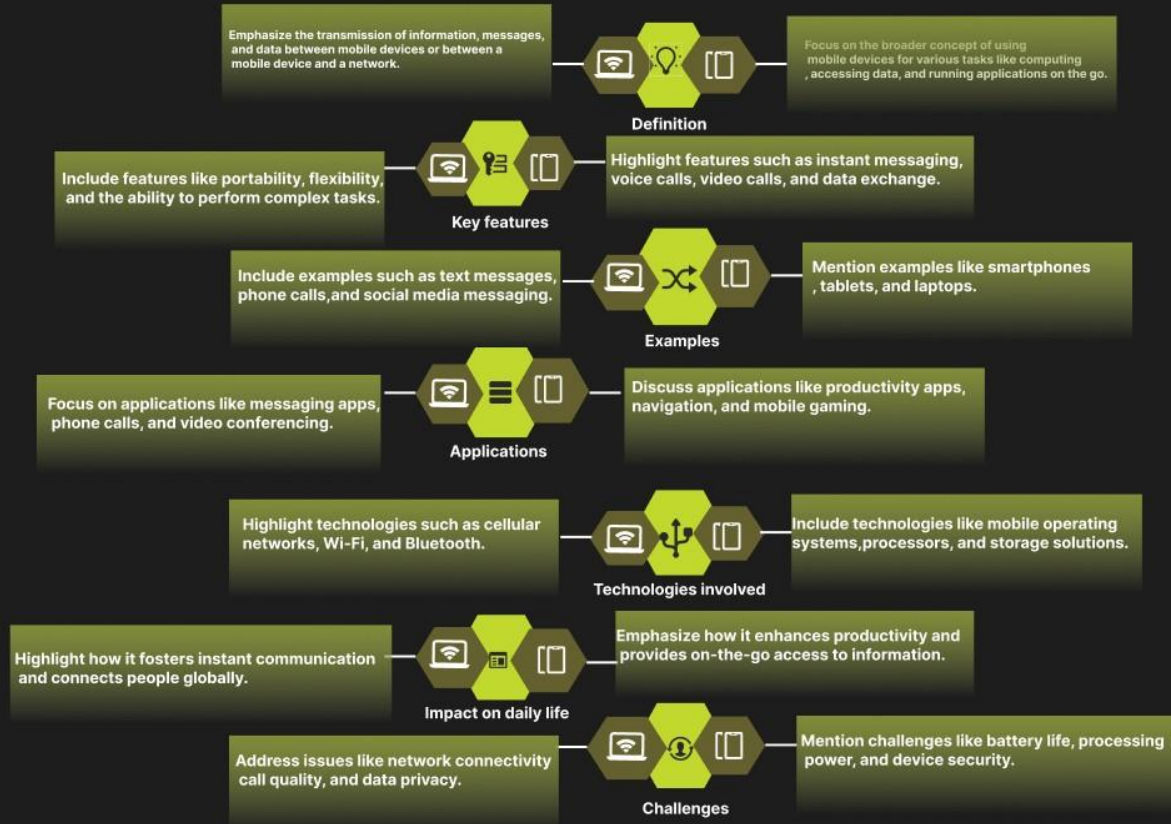 Emphasize the transmission of information, messages,
and data between mobile devices or between a
mobile device and a network.
Focus on the broader concept of using
mobile devices for various tasks like computing
, accessing data, and running applications on the go.
Definition
Include features like portability, flexibility,
and the ability to perform complex tasks.
Highlight features such as instant messaging,
voice calls, video calls, and data exchange.
Key features
Include examples such as text messages,
phone calls,and social media messaging.
Mention examples like smartphones
, tablets, and laptops.
Examples
Focus on applications like messaging apps,
phone calls, and video conferencing.
Discuss applications like productivity apps,
navigation, and mobile gaming.
Applications
Highlight technologies such as cellular
networks, Wi-Fi, and Bluetooth.
Include technologies like mobile operating
systems,processors, and storage solutions.
Technologies involved
Highlight how it fosters instant communication
and connects people globally.
Emphasize how it enhances productivity and
provides on-the-go access to information.
Impact on daily life
Address issues like network connectivity
call quality, and data privacy.
Mention challenges like battery life, processing
power, and device security.
Challenges